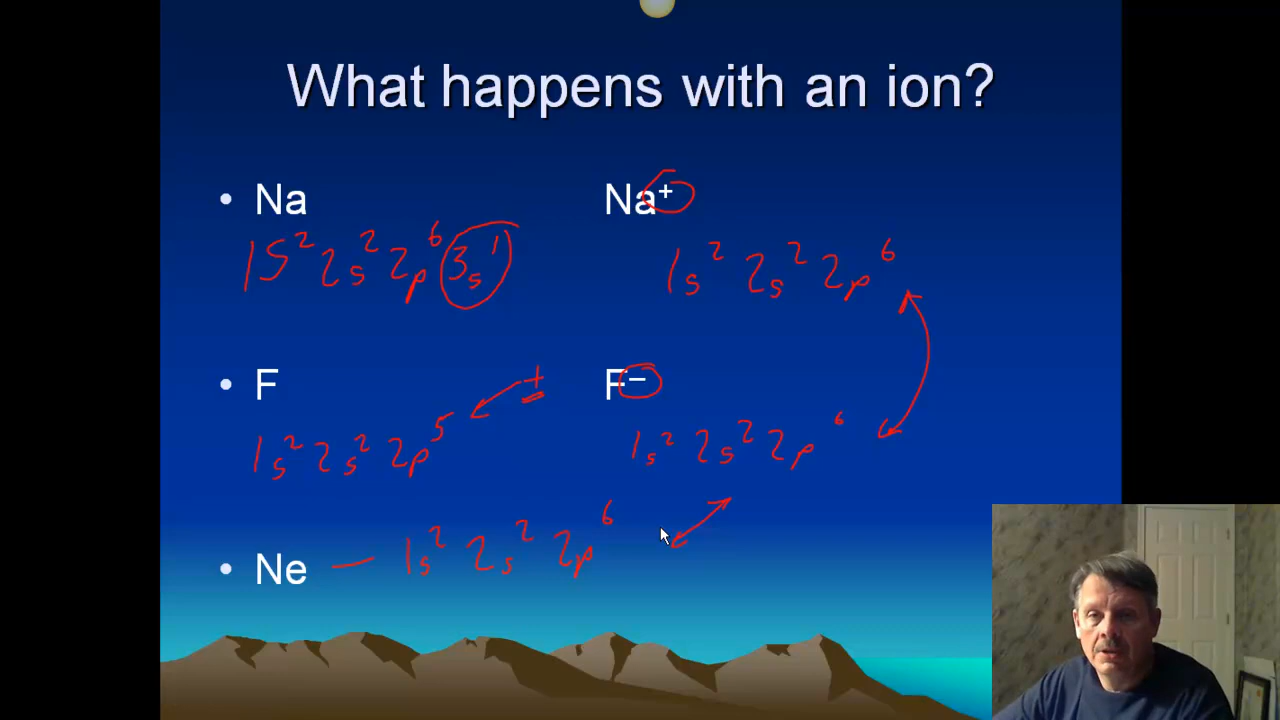 What happens with an ion?
• Na Na⁺
1S² 2s² 2p⁶ 3s¹ 1s² 2s² 2p⁶
• F + F⁻
1s² 2s² 2p⁵ 1s² 2s² 2p⁶
• Ne — 1s² 2s² 2p⁶